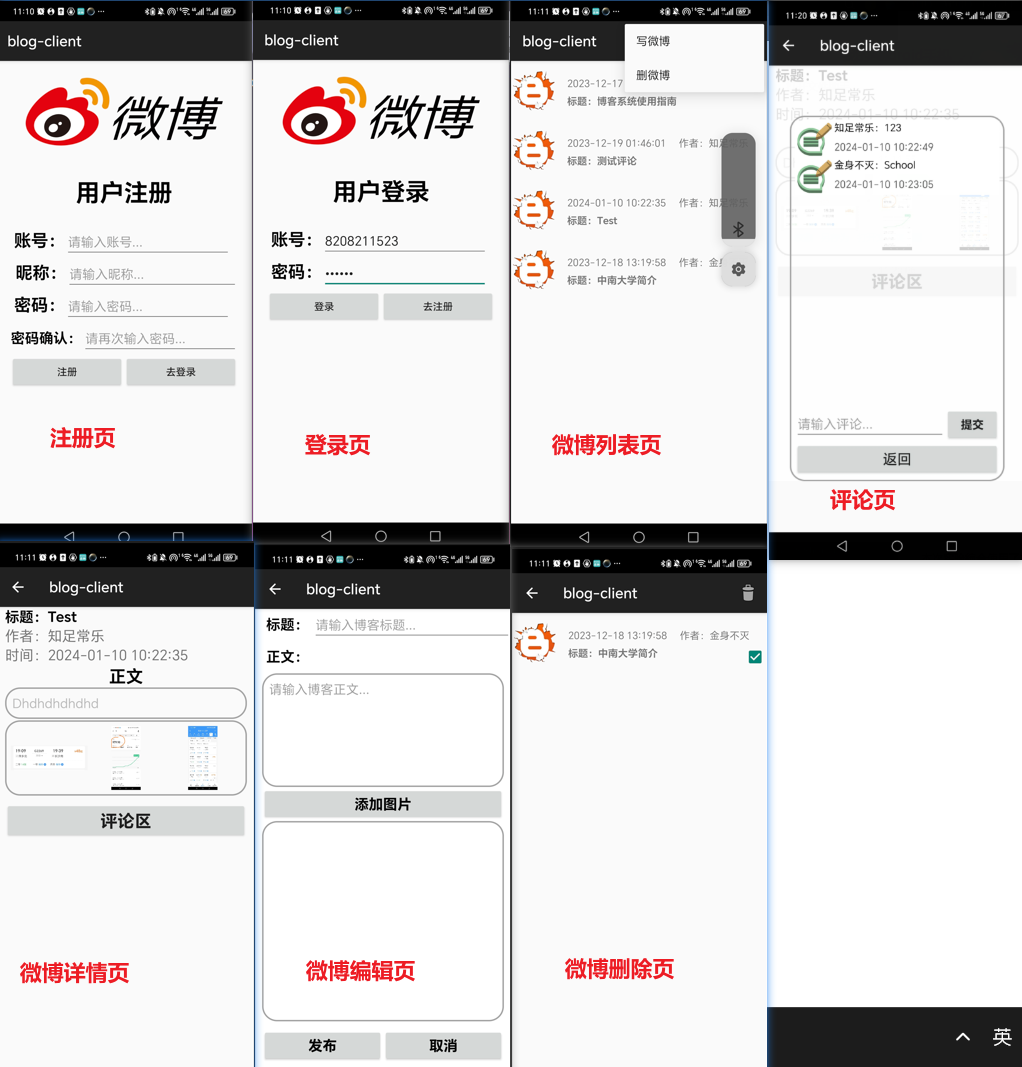 11:10
blog-client
微博
用户注册
账号： 请输入账号...
昵称： 请输入昵称...
密码： 请输入密码...
密码确认： 请再次输入密码...
注册 去登录
注册页
11:10
blog-client
微博
用户登录
账号： 8208211523
密码： ••••••
登录 去注册
登录页
11:11
blog-client
写微博
删微博
2023-12-17
标题：博客系统使用指南
2023-12-19 01:46:01 作者：知足常乐
标题：测试评论
2024-01-10 10:22:35 作者：知足常乐
标题：Test
2023-12-18 13:19:58 作者：金
标题：中南大学简介
微博列表页
11:20
blog-client
标题：Test
作者：知足常乐
时间：2024-01-10 10:22:35
知足常乐：123
2024-01-10 10:22:49
金身不灭：School
2024-01-10 10:23:05
评论区
请输入评论... 提交
返回
评论页
11:11
blog-client
标题：Test
作者：知足常乐
时间：2024-01-10 10:22:35
正文
Dhdhdhdhdhd
评论区
微博详情页
11:11
blog-client
标题： 请输入博客标题...
正文：
请输入博客正文...
添加图片
微博编辑页
发布 取消
11:11
blog-client
2023-12-18 13:19:58 作者：金身不灭
标题：中南大学简介
微博删除页
英